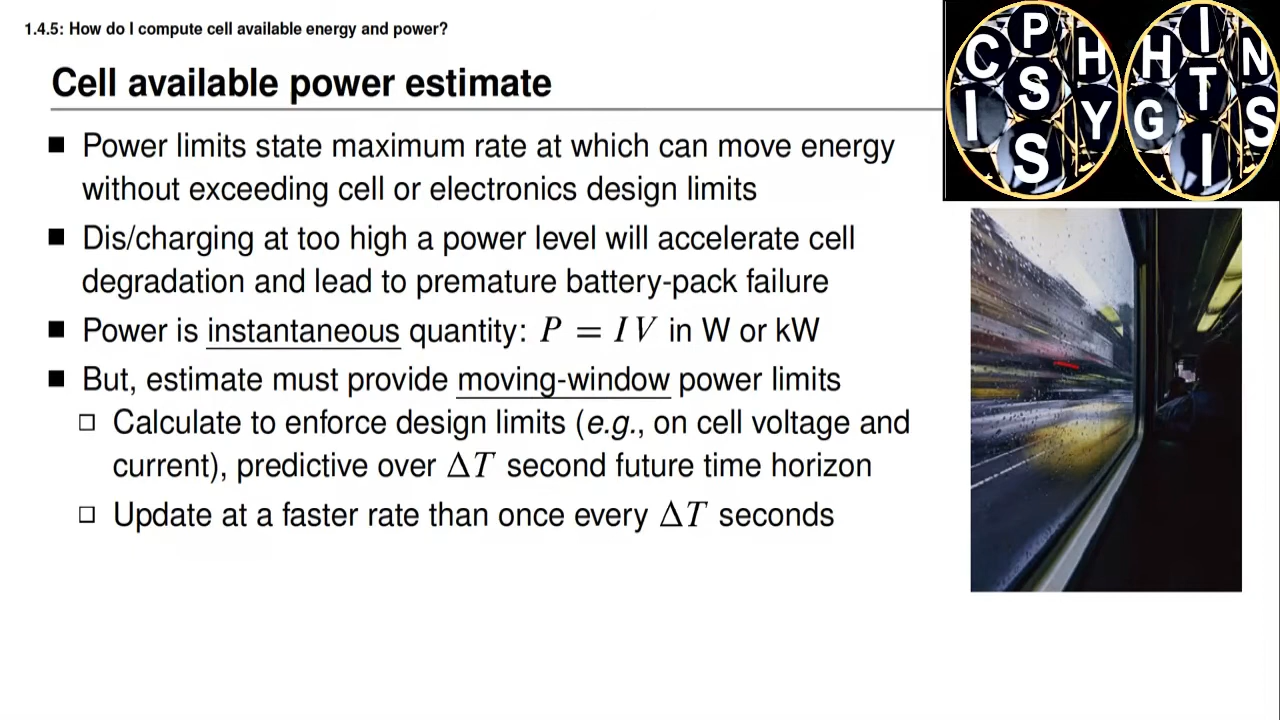 1.4.5: How do I compute cell available energy and power?
Cell available power estimate
■ Power limits state maximum rate at which can move energy
without exceeding cell or electronics design limits
■ Dis/charging at too high a power level will accelerate cell
degradation and lead to premature battery-pack failure
■ Power is instantaneous quantity: P = IV in W or kW
■ But, estimate must provide moving-window power limits
□ Calculate to enforce design limits (e.g., on cell voltage and
current), predictive over ΔT second future time horizon
□ Update at a faster rate than once every ΔT seconds
P
C H
S
I Y
S
I
H N
T
G S
I